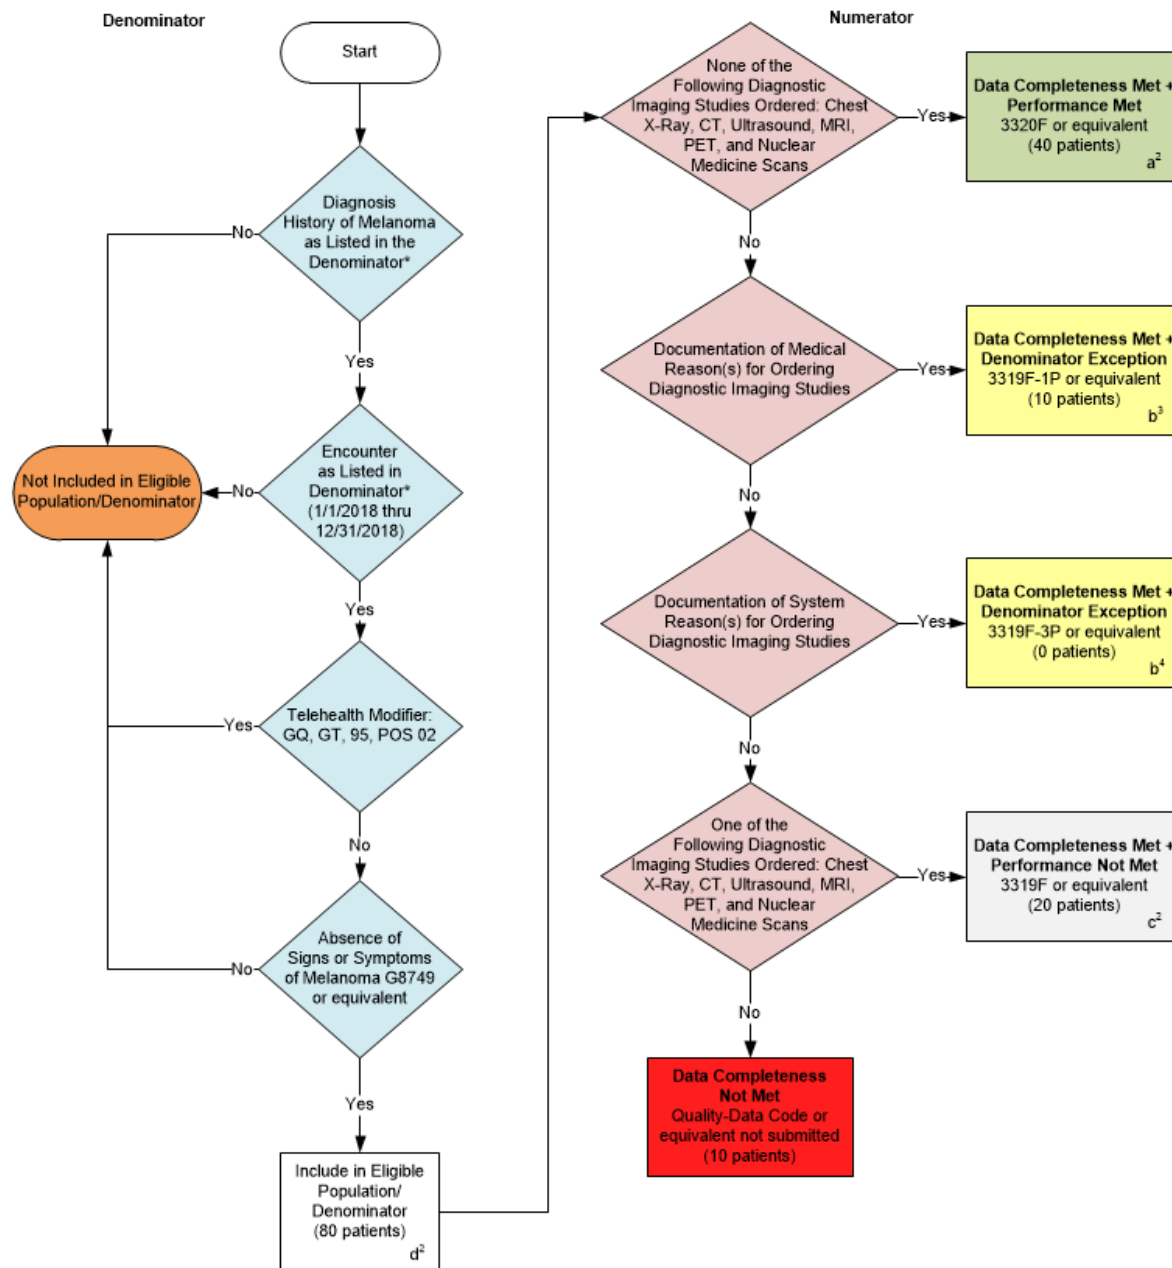 Denominator
Start
Diagnosis
History of Melanoma
as Listed in the
Denominator*
No
Yes
Encounter
as Listed in
Denominator*
(1/1/2018 thru
12/31/2018)
No
Not Included in Eligible
Population/Denominator
Yes
Telehealth Modifier:
GQ, GT, 95, POS 02
Yes
No
Absence of
Signs or Symptoms
of Melanoma G8749
or equivalent
No
Yes
Include in Eligible
Population/
Denominator
(80 patients)
d²
Numerator
None of the
Following Diagnostic
Imaging Studies Ordered: Chest
X-Ray, CT, Ultrasound, MRI,
PET, and Nuclear
Medicine Scans
Yes
Data Completeness Met +
Performance Met
3320F or equivalent
(40 patients)
a²
No
Documentation of Medical
Reason(s) for Ordering
Diagnostic Imaging Studies
Yes
Data Completeness Met +
Denominator Exception
3319F-1P or equivalent
(10 patients)
b³
No
Documentation of System
Reason(s) for Ordering
Diagnostic Imaging Studies
Yes
Data Completeness Met +
Denominator Exception
3319F-3P or equivalent
(0 patients)
b⁴
No
One of the
Following Diagnostic
Imaging Studies Ordered: Chest
X-Ray, CT, Ultrasound, MRI,
PET, and Nuclear
Medicine Scans
Yes
Data Completeness Met +
Performance Not Met
3319F or equivalent
(20 patients)
c²
No
Data Completeness
Not Met
Quality-Data Code or
equivalent not submitted
(10 patients)